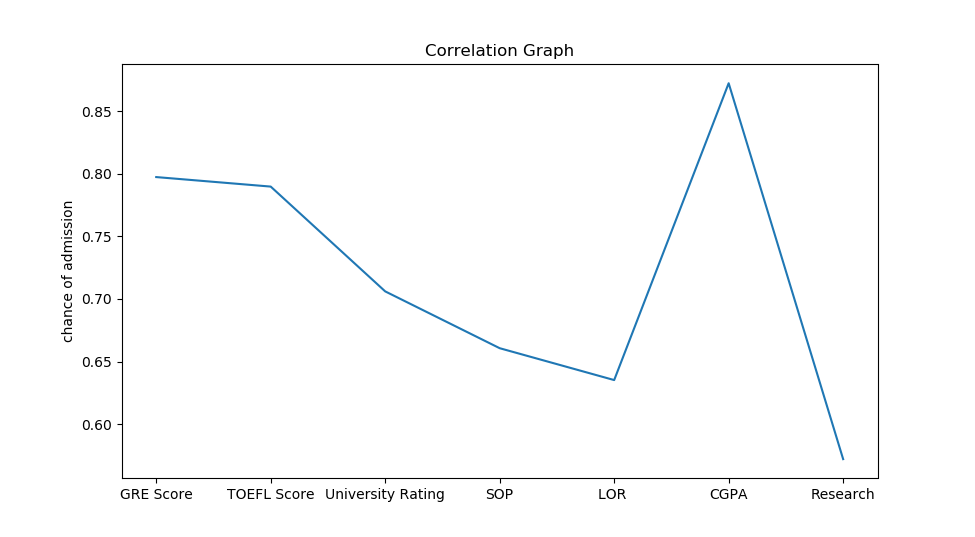 Correlation Graph
chance of admission
0.85
0.80
0.75
0.70
0.65
0.60
GRE Score TOEFL Score University Rating SOP LOR CGPA Research